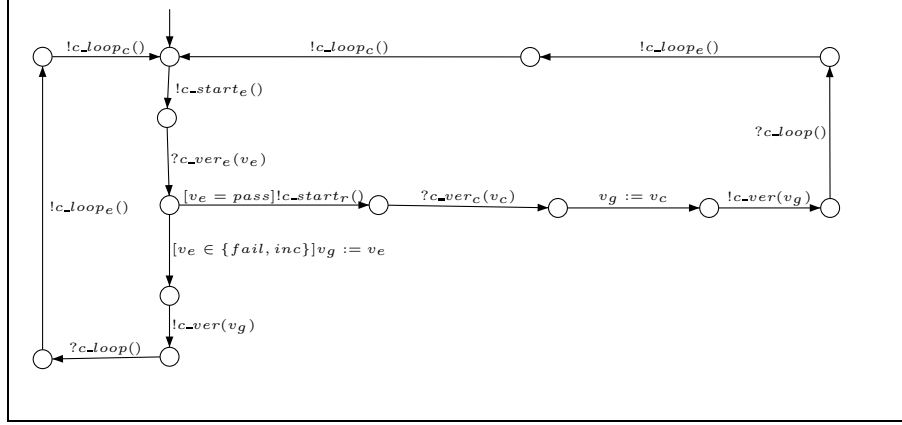 !c_loop_c() !c_loop_c() !c_loop_e()
!c_start_e()
?c_loop()
?c_ver_e(v_e)
!c_loop_e() [v_e = pass]!c_start_r() ?c_ver_c(v_c) v_g := v_c !c_ver(v_g)
[v_e ∈ {fail, inc}]v_g := v_e
!c_ver(v_g)
?c_loop()